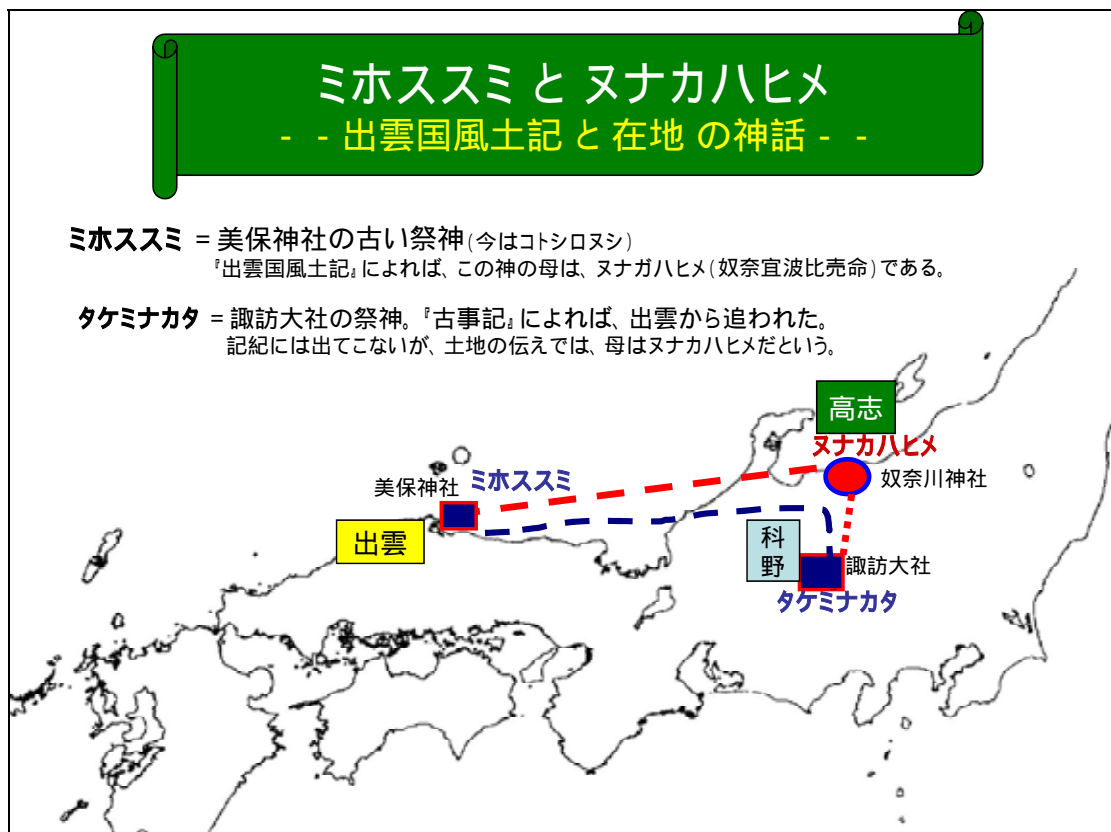 ミホススミ と ヌナカハヒメ
- - 出雲国風土記 と 在地 の神話 - -
ミホススミ = 美保神社の古い祭神(今はコトシロヌシ)
『出雲国風土記』によれば、この神の母は、ヌナガハヒメ(奴奈宜波比売命)である。
タケミナカタ = 諏訪大社の祭神。『古事記』によれば、出雲から追われた。
記紀には出てこないが、土地の伝えでは、母はヌナカハヒメだという。
高志
ヌナカハヒメ
奴奈川神社
美保神社
ミホススミ
出雲
科野
諏訪大社
タケミナカタ